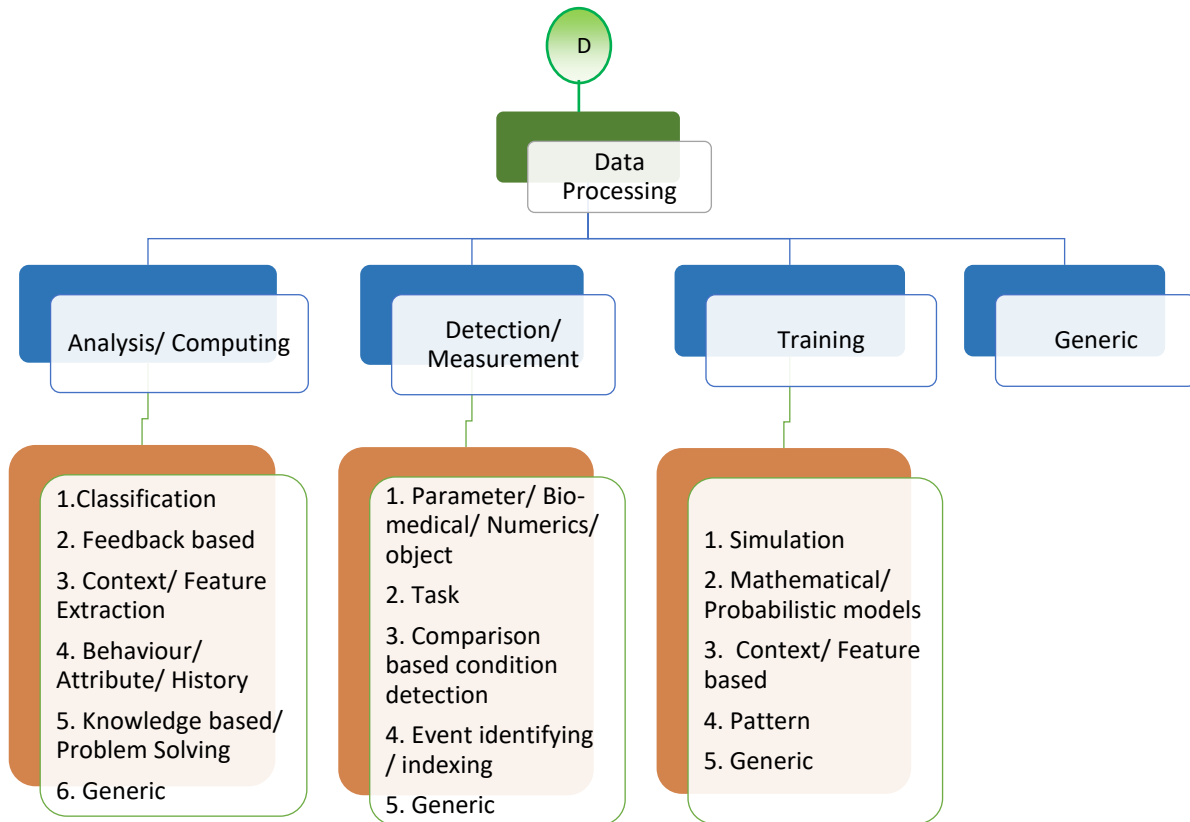 D
Data
Processing
Analysis/ Computing
Detection/
Measurement
Training
Generic
1.Classification
2. Feedback based
3. Context/ Feature
Extraction
4. Behaviour/
Attribute/ History
5. Knowledge based/
Problem Solving
6. Generic
1. Parameter/ Bio-
medical/ Numerics/
object
2. Task
3. Comparison
based condition
detection
4. Event identifying
/ indexing
5. Generic
1. Simulation
2. Mathematical/
Probabilistic models
3. Context/ Feature
based
4. Pattern
5. Generic